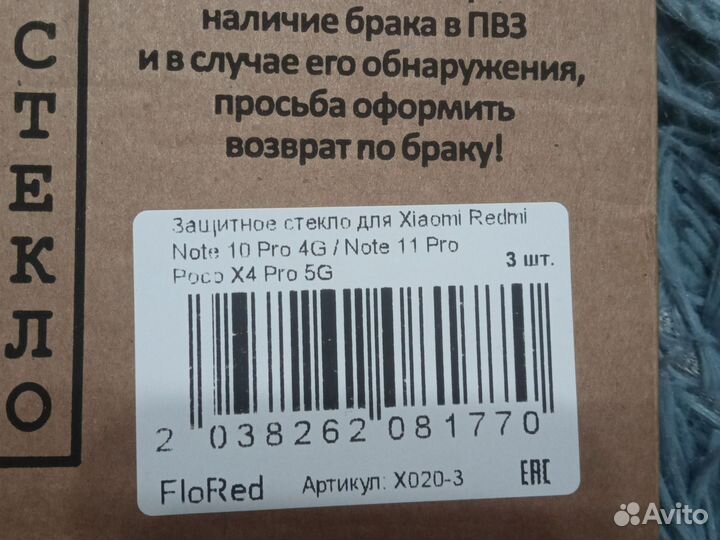 СТЕКЛО
наличие брака в ПВЗ
и в случае его обнаружения,
просьба оформить
возврат по браку!
Защитное стекло для Xiaomi Redmi
Note 10 Pro 4G / Note 11 Pro
Poco X4 Pro 5G
3 шт.
2 038262 081770
FloRed
Артикул: X020-3
EAC
Avito